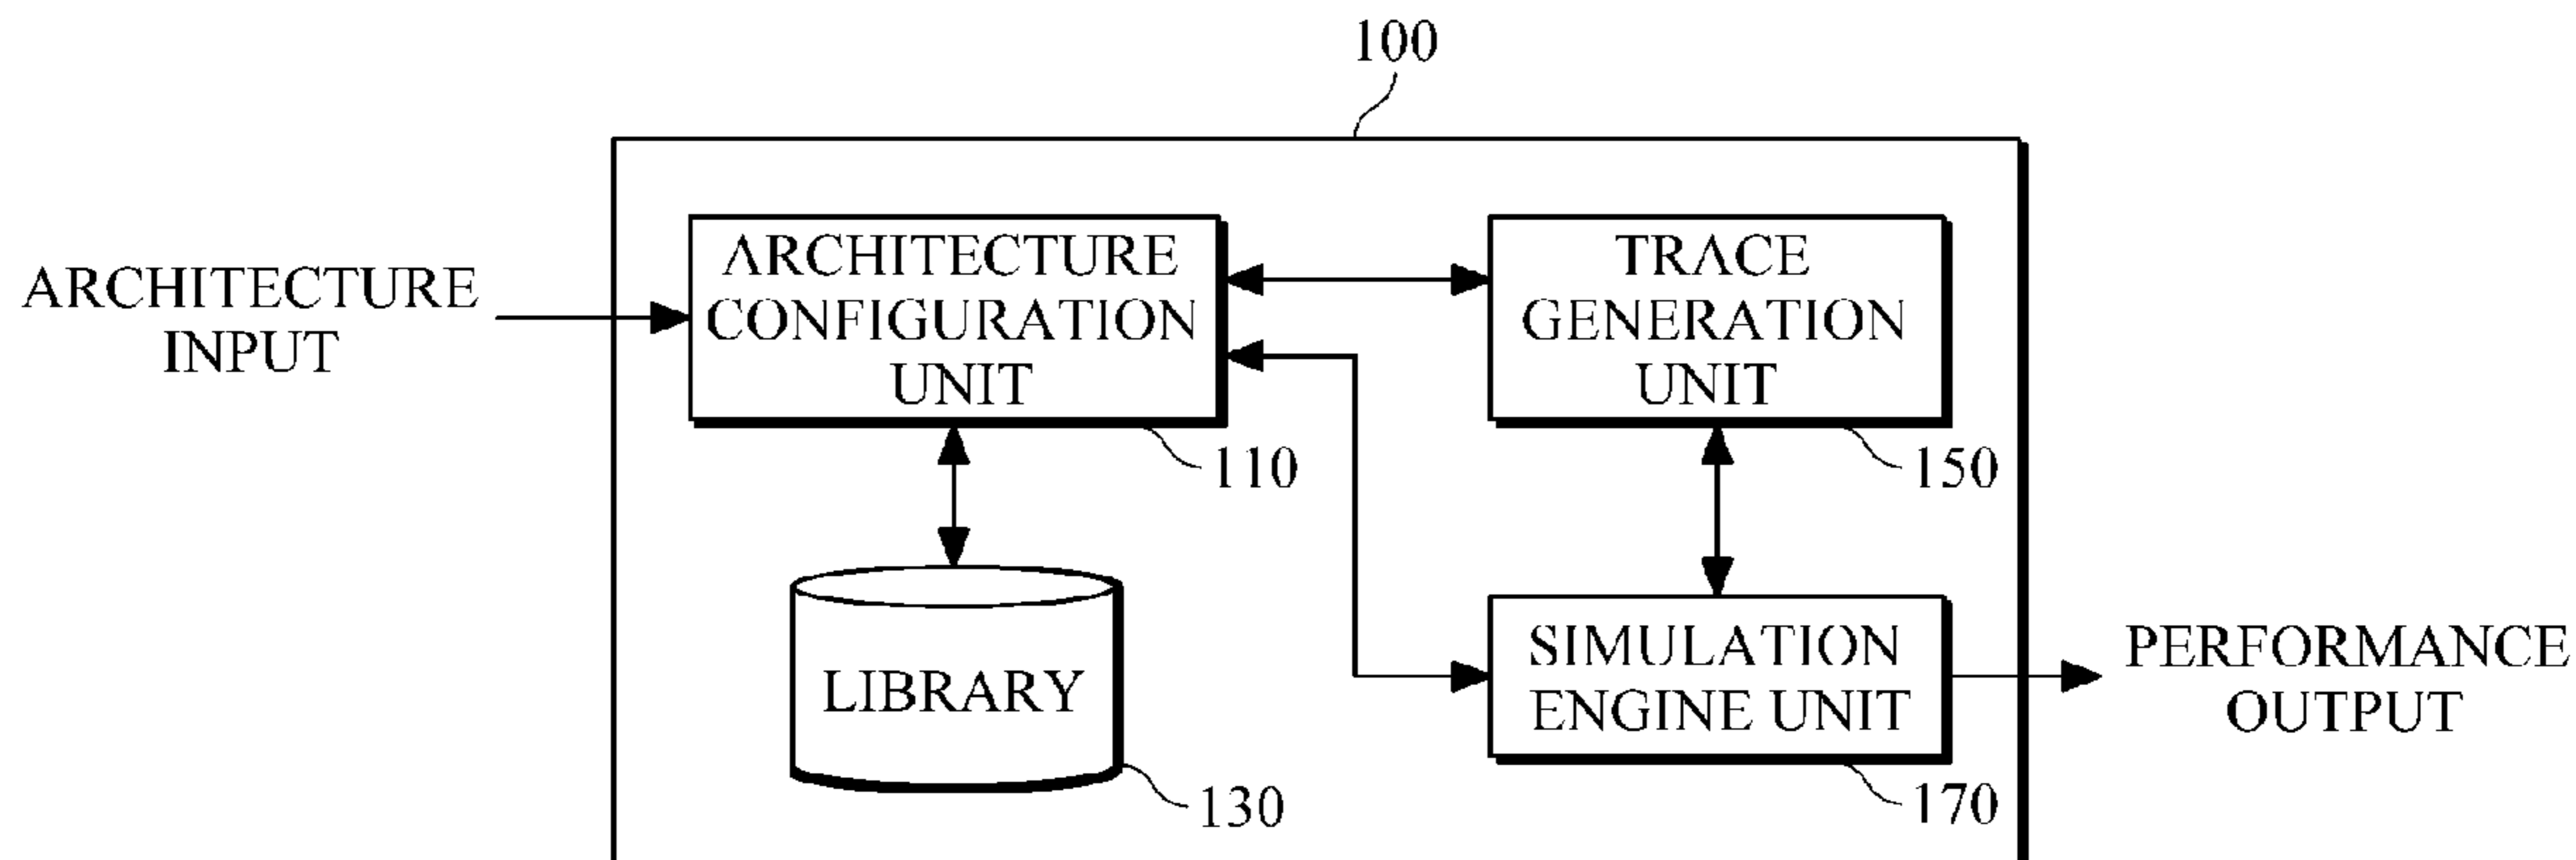 100
ARCHITECTURE
INPUT
ARCHITECTURE
CONFIGURATION
UNIT
110
TRACE
GENERATION
UNIT
150
LIBRARY
130
SIMULATION
ENGINE UNIT
170
PERFORMANCE
OUTPUT